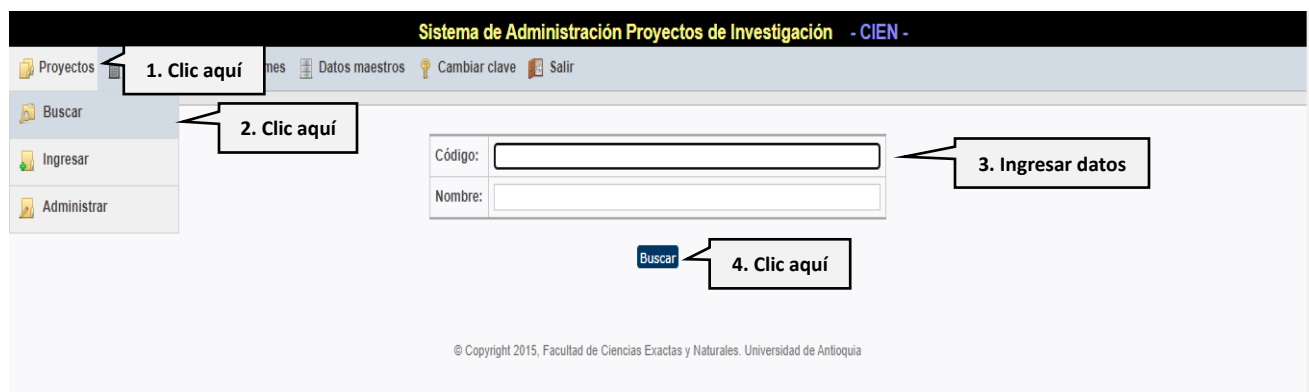 Sistema de Administración Proyectos de Investigación - CIEN -
Proyectos
1. Clic aquí
mes
Datos maestros
Cambiar clave
Salir
Buscar
2. Clic aquí
Ingresar
Administrar
Código:
3. Ingresar datos
Nombre:
Buscar
4. Clic aquí
© Copyright 2015, Facultad de Ciencias Exactas y Naturales. Universidad de Antioquia